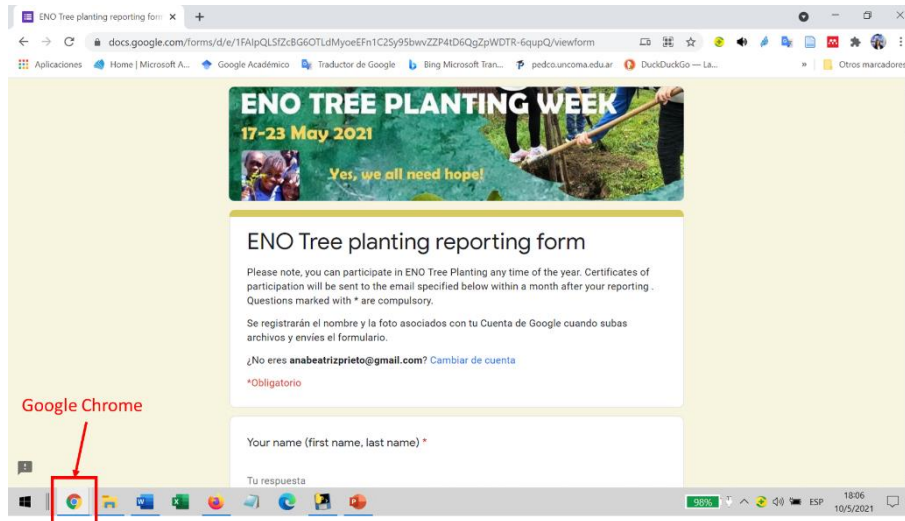 ENO Tree planting reporting form
docs.google.com/forms/d/e/1FAIpQLSfZcBG6OTLdMyoeEFn1C2Sy95bwvZZP4tD6QgZpWDTR-6qupQ/viewform
Aplicaciones Home | Microsoft A... Google Académico Traductor de Google Bing Microsoft Tran... pedco.uncoma.edu.ar DuckDuckGo — La... » Otros marcadores
ENO TREE PLANTING WEEK
17-23 May 2021
Yes, we all need hope!
ENO Tree planting reporting form
Please note, you can participate in ENO Tree Planting any time of the year. Certificates of
participation will be sent to the email specified below within a month after your reporting .
Questions marked with * are compulsory.
Se registrarán el nombre y la foto asociados con tu Cuenta de Google cuando subas
archivos y envíes el formulario.
¿No eres anabeatrizprieto@gmail.com? Cambiar de cuenta
*Obligatorio
Google Chrome
Your name (first name, last name) *
Tu respuesta
98% ESP 18:06
10/5/2021